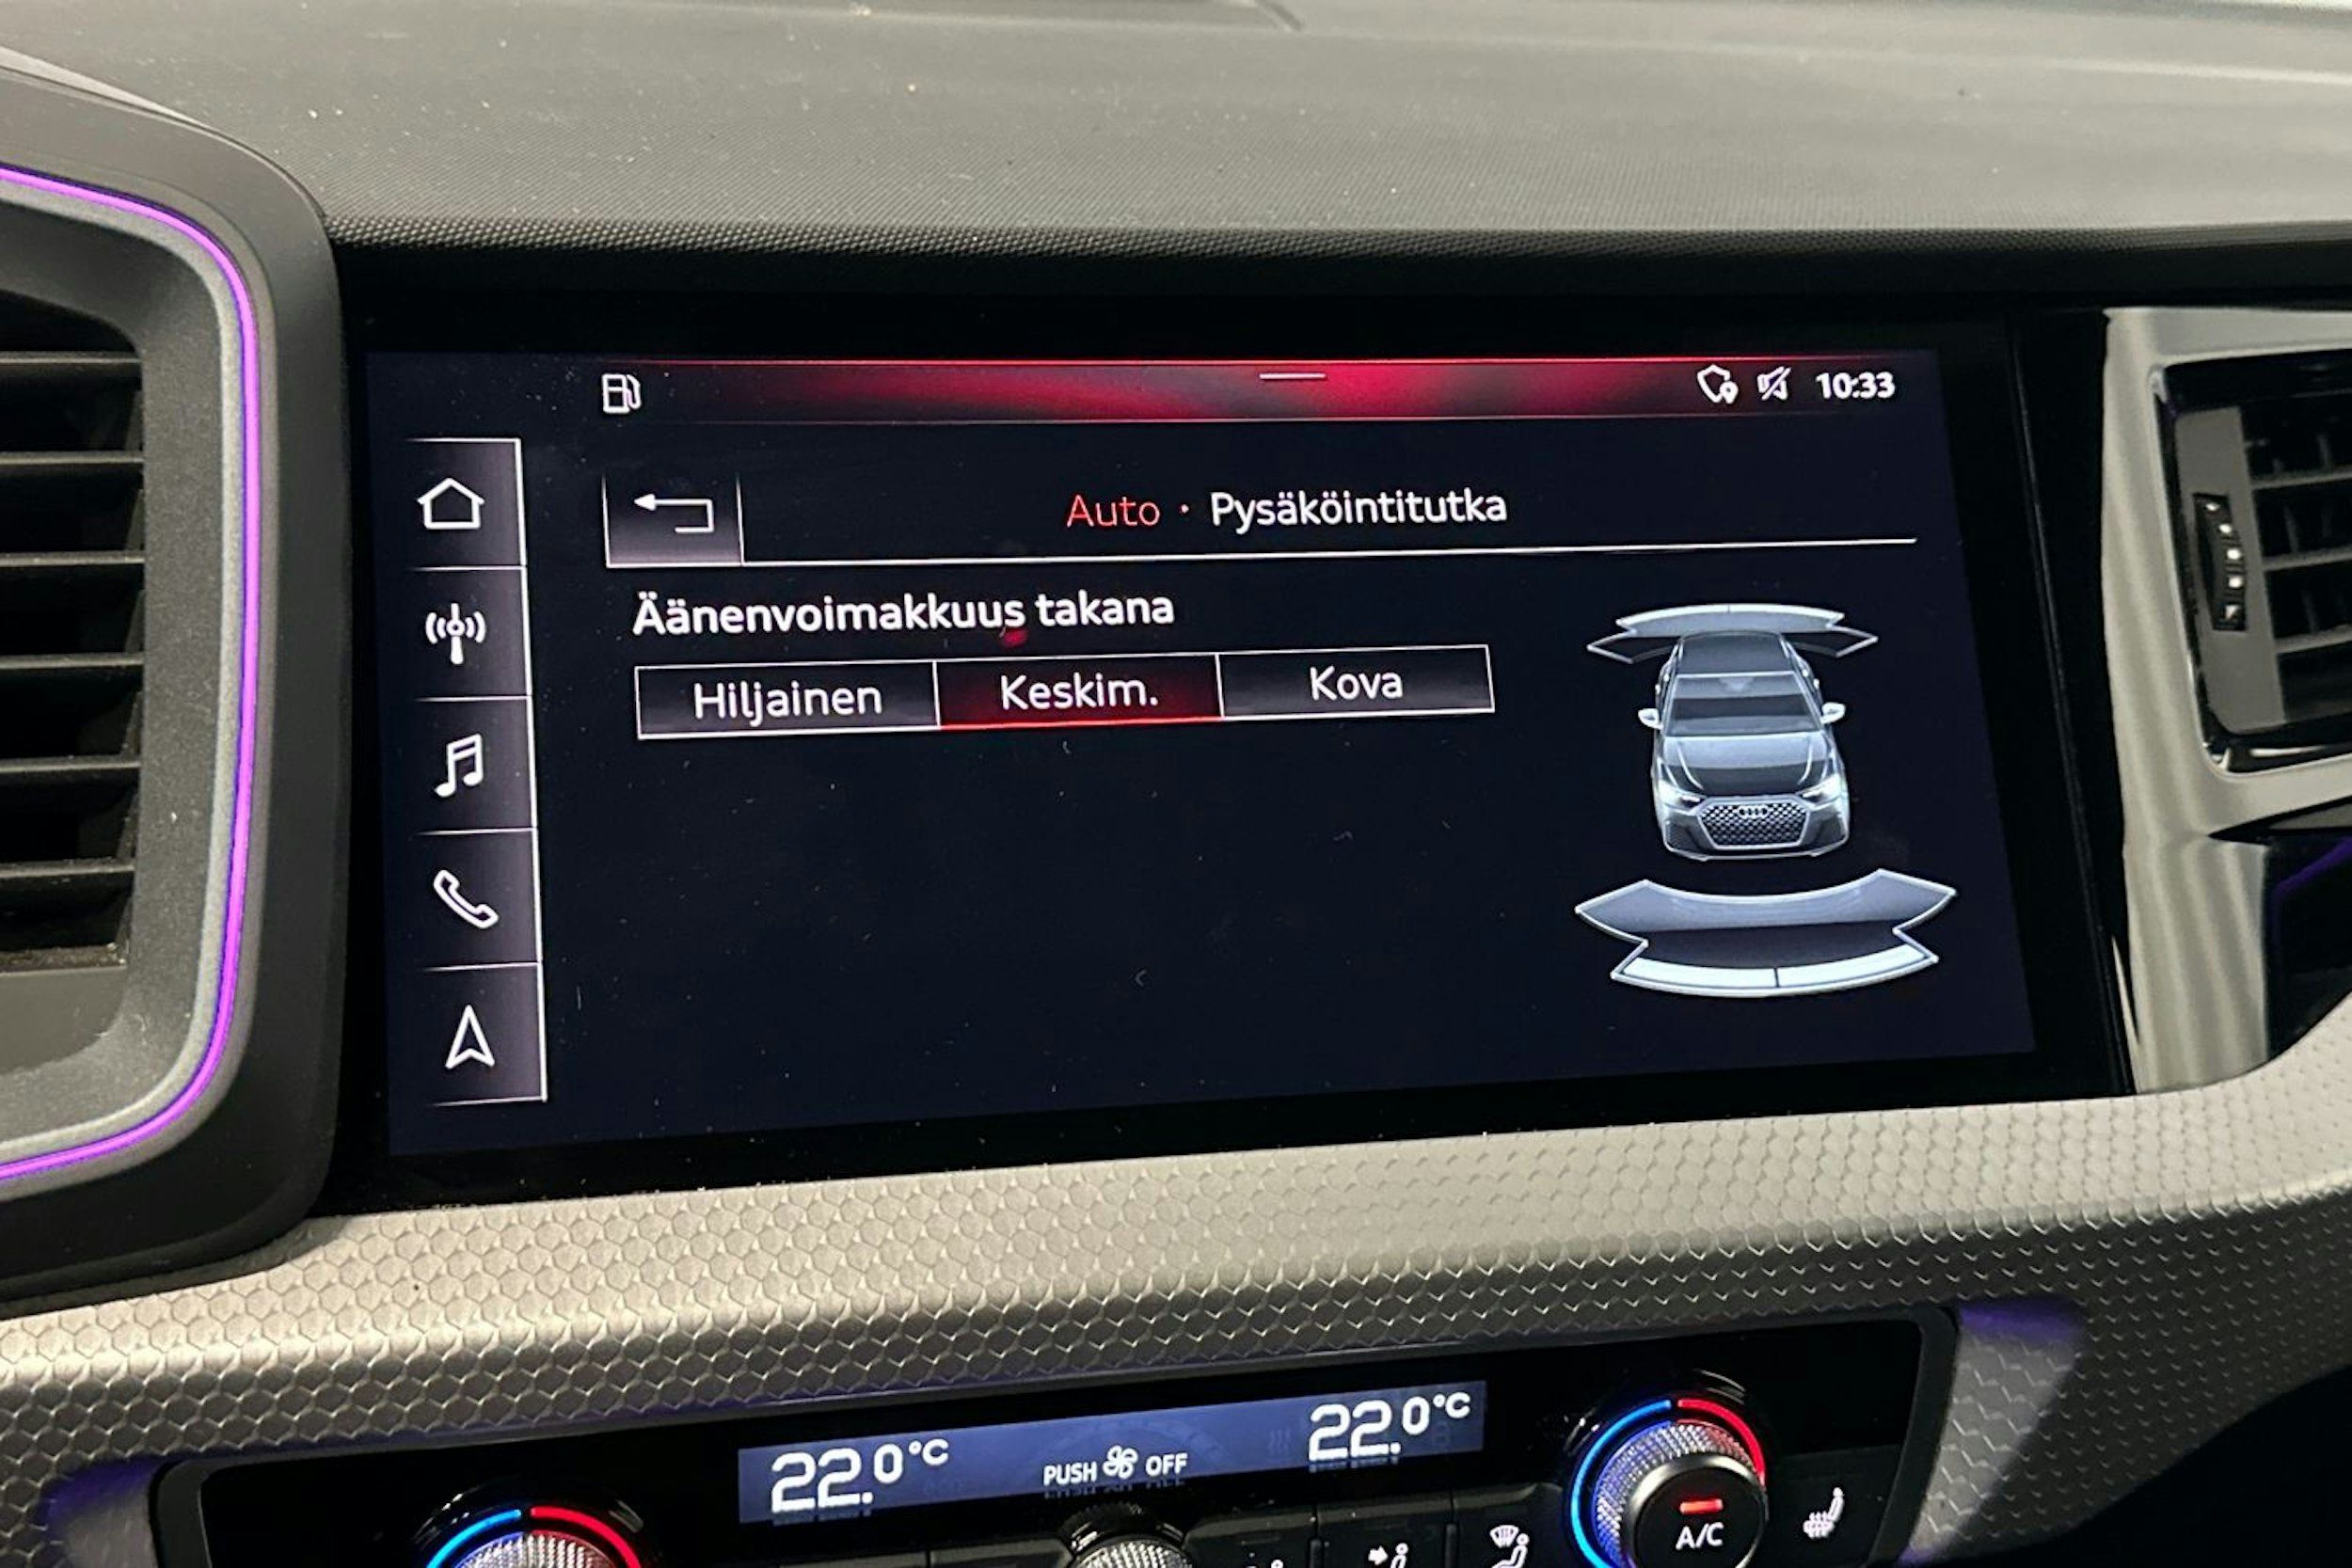 10:33
Auto · Pysäköintitutka
Äänenvoimakkuus takana
Hiljainen Keskim. Kova
22.0°C PUSH OFF 22.0°C
A/C